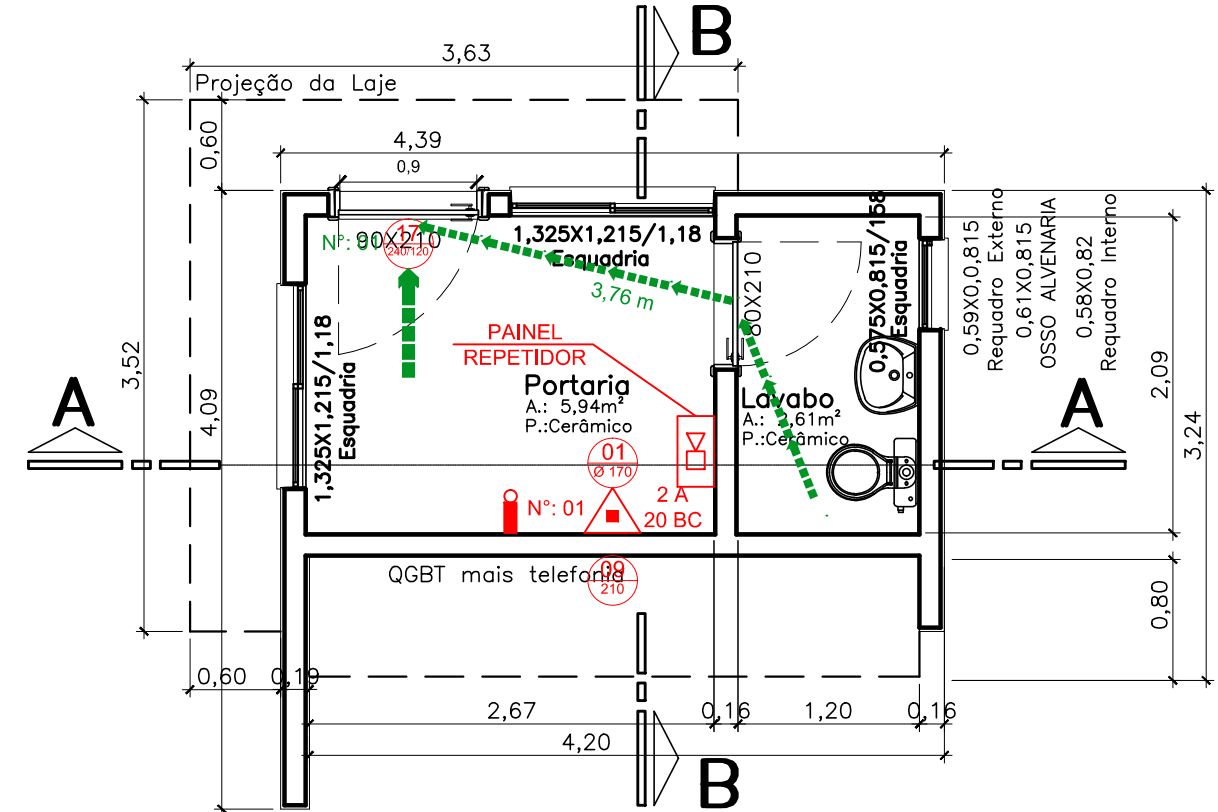 B
3,63
Projeção da Laje
0,60
4,39
0,9
17
240/120
N°: 01
90X210
1,325X1,215/1,18
Esquadria
3,76 m
80X210
0,575X0,815/158
Esquadria
0,59X0,815
Requadro Externo
0,61X0,815
OSSO ALVENARIA
0,58X0,82
Requadro Interno
3,52
4,09
1,325X1,215/1,18
Esquadria
PAINEL
REPETIDOR
Portaria
A.: 5,94m²
P.:Cerâmico
Lavabo
A.: 2,61m²
P.:Cerâmico
2,09
3,24
A
A
01
Ø 170
N°: 01
2 A
20 BC
QGBT mais telefonia
09
210
0,80
0,60
0,19
2,67
0,16
1,20
0,16
4,20
B